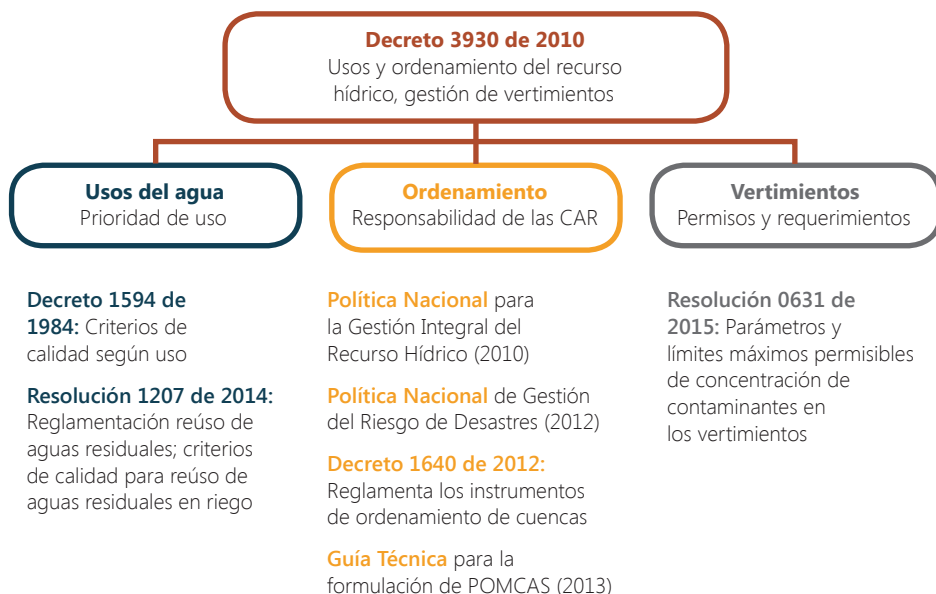 Decreto 3930 de 2010
Usos y ordenamiento del recurso
hídrico, gestión de vertimientos
Usos del agua
Prioridad de uso
Ordenamiento
Responsabilidad de las CAR
Vertimientos
Permisos y requerimientos
Decreto 1594 de
1984: Criterios de
calidad según uso
Resolución 1207 de 2014:
Reglamentación reúso de
aguas residuales; criterios
de calidad para reúso de
aguas residuales en riego
Política Nacional para
la Gestión Integral del
Recurso Hídrico (2010)
Política Nacional de Gestión
del Riesgo de Desastres (2012)
Decreto 1640 de 2012:
Reglamenta los instrumentos
de ordenamiento de cuencas
Guía Técnica para la
formulación de POMCAS (2013)
Resolución 0631 de
2015: Parámetros y
límites máximos permisibles
de concentración de
contaminantes en
los vertimientos